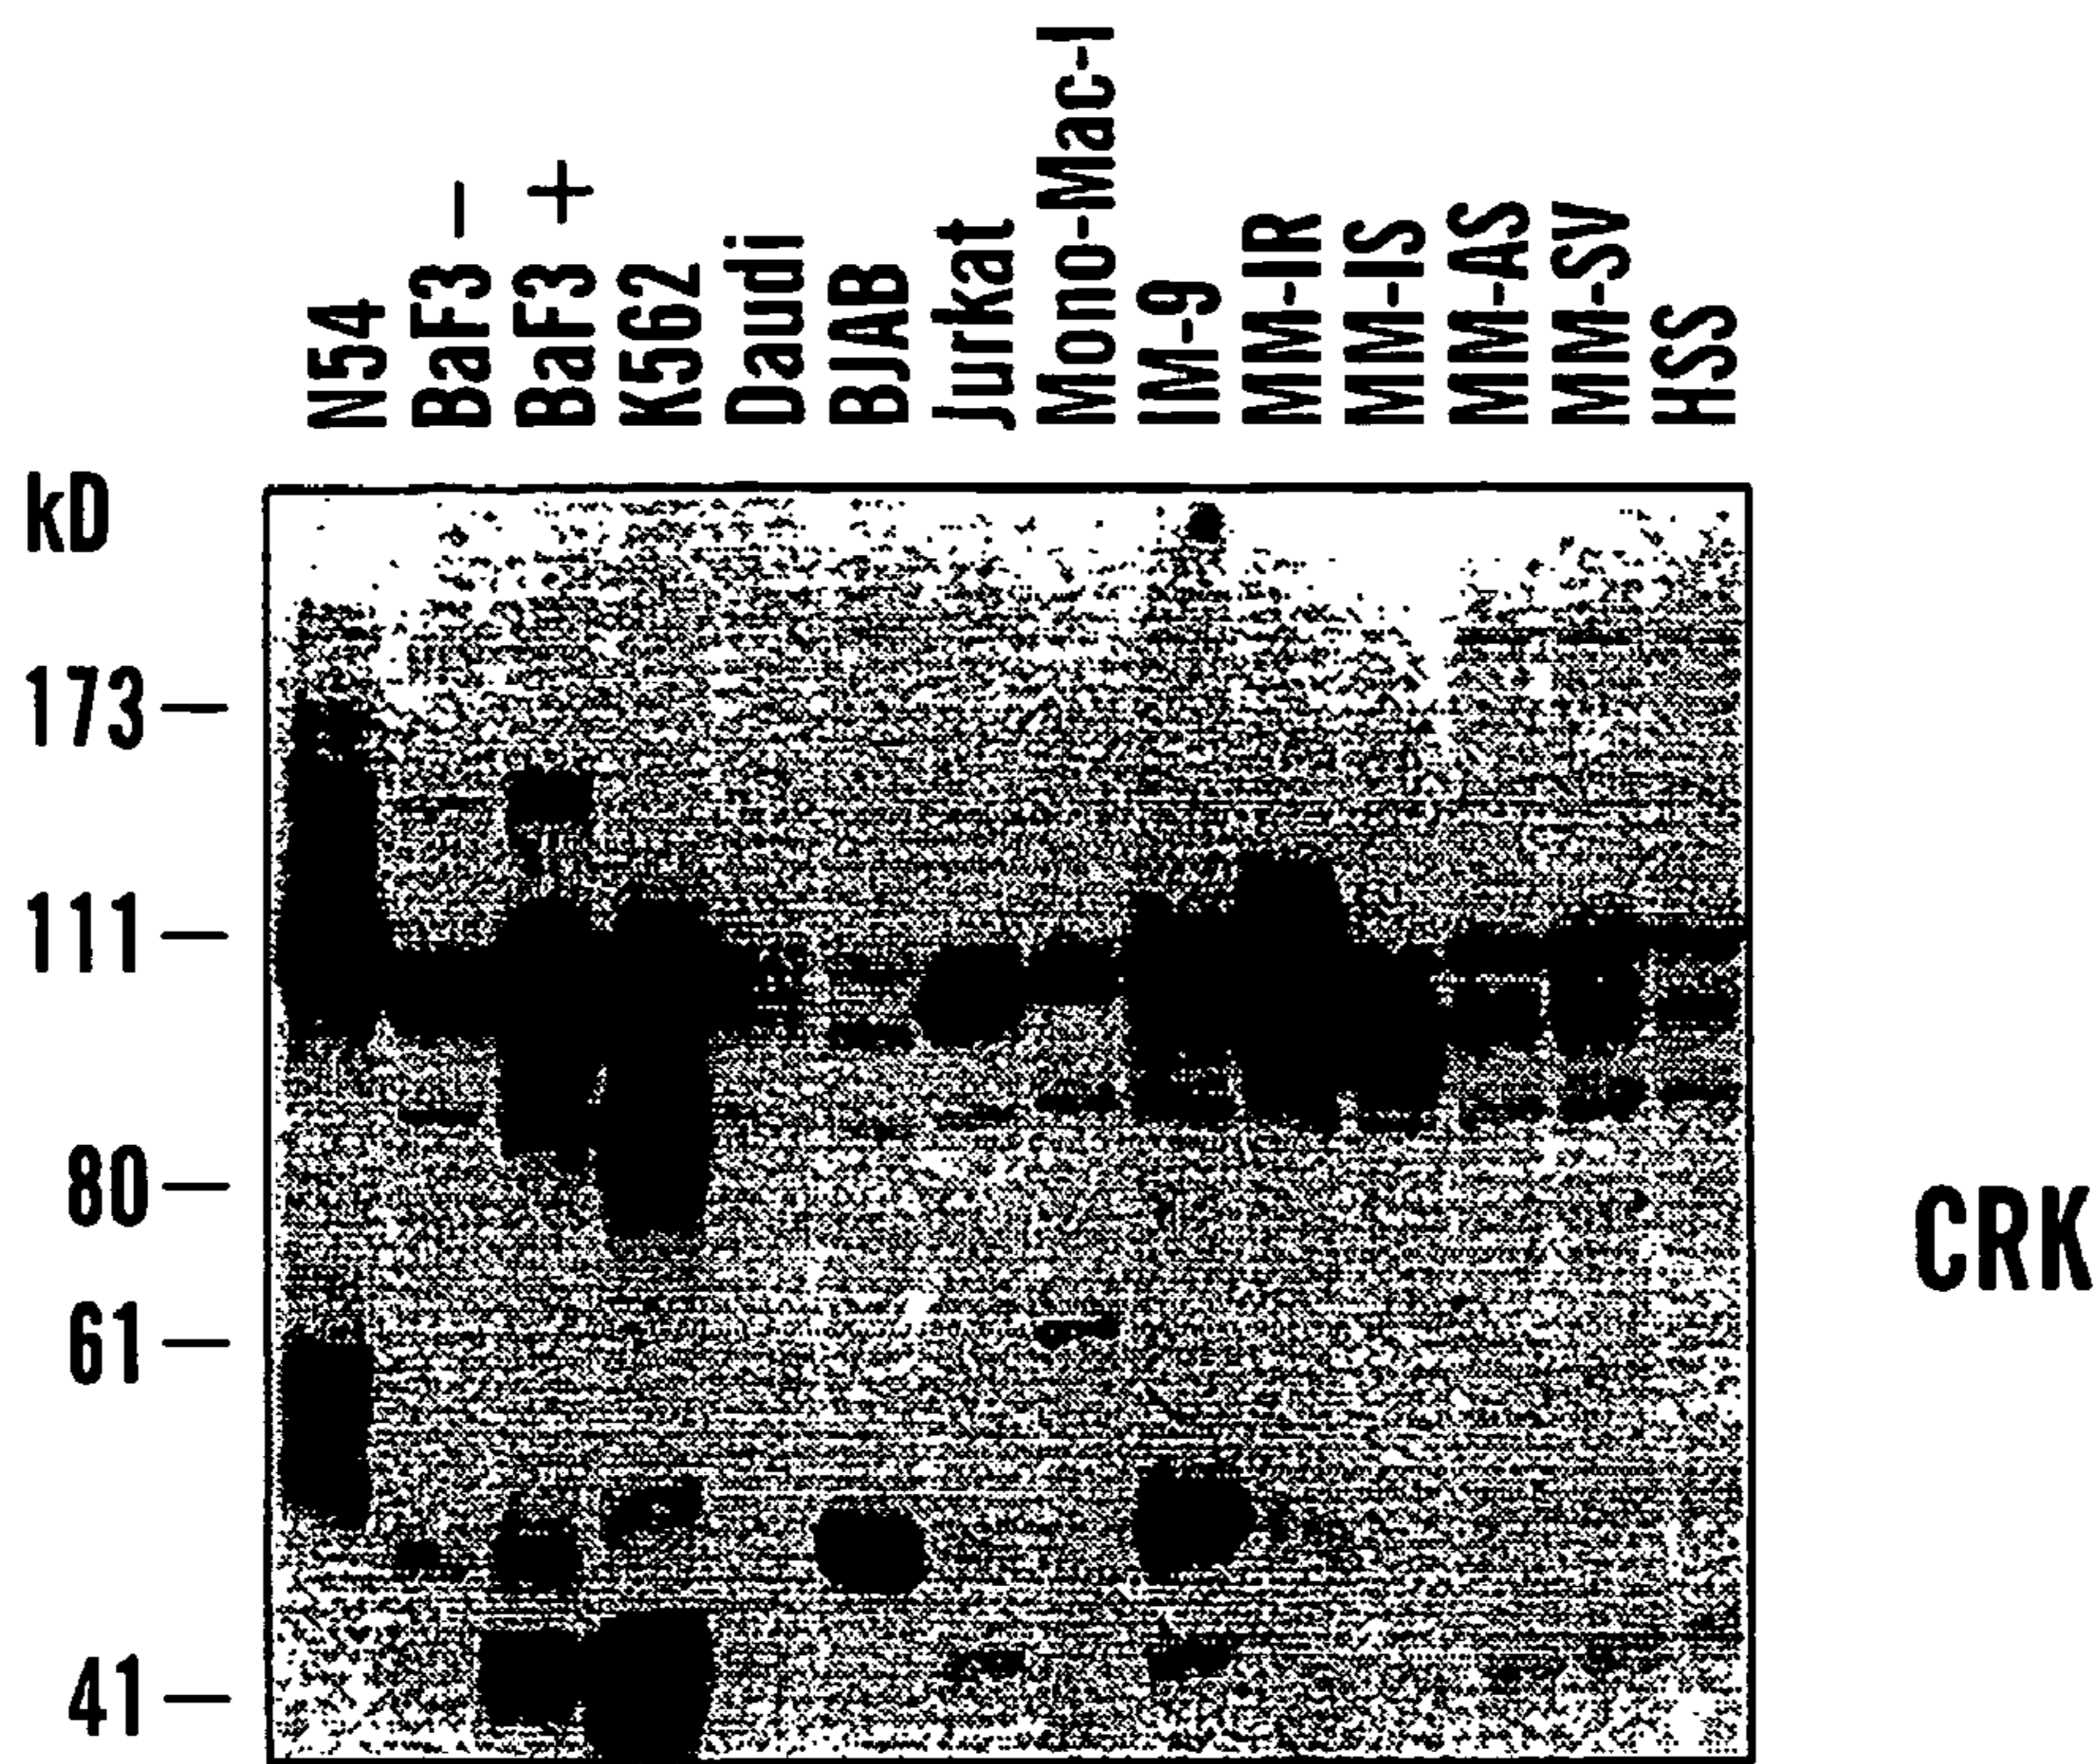 N54
BaF3 –
BaF3 +
K562
Daudi
BJAB
Jurkat
Mono-Mac-I
IM-9
MM-IR
MM-IS
MM-AS
MM-SV
HSS
kD
173 —
111 —
80 —
61 —
41 —
CRK